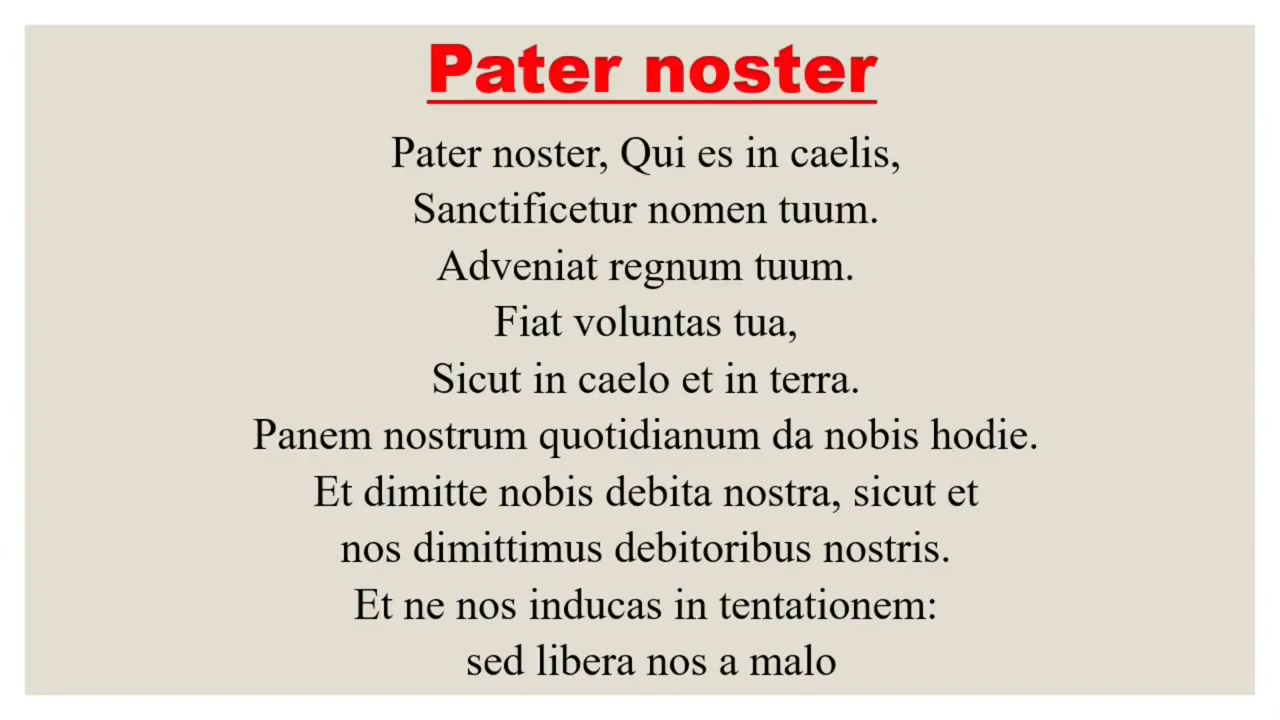 Pater noster
Pater noster, Qui es in caelis,
Sanctificetur nomen tuum.
Adveniat regnum tuum.
Fiat voluntas tua,
Sicut in caelo et in terra.
Panem nostrum quotidianum da nobis hodie.
Et dimitte nobis debita nostra, sicut et
nos dimittimus debitoribus nostris.
Et ne nos inducas in tentationem:
sed libera nos a malo